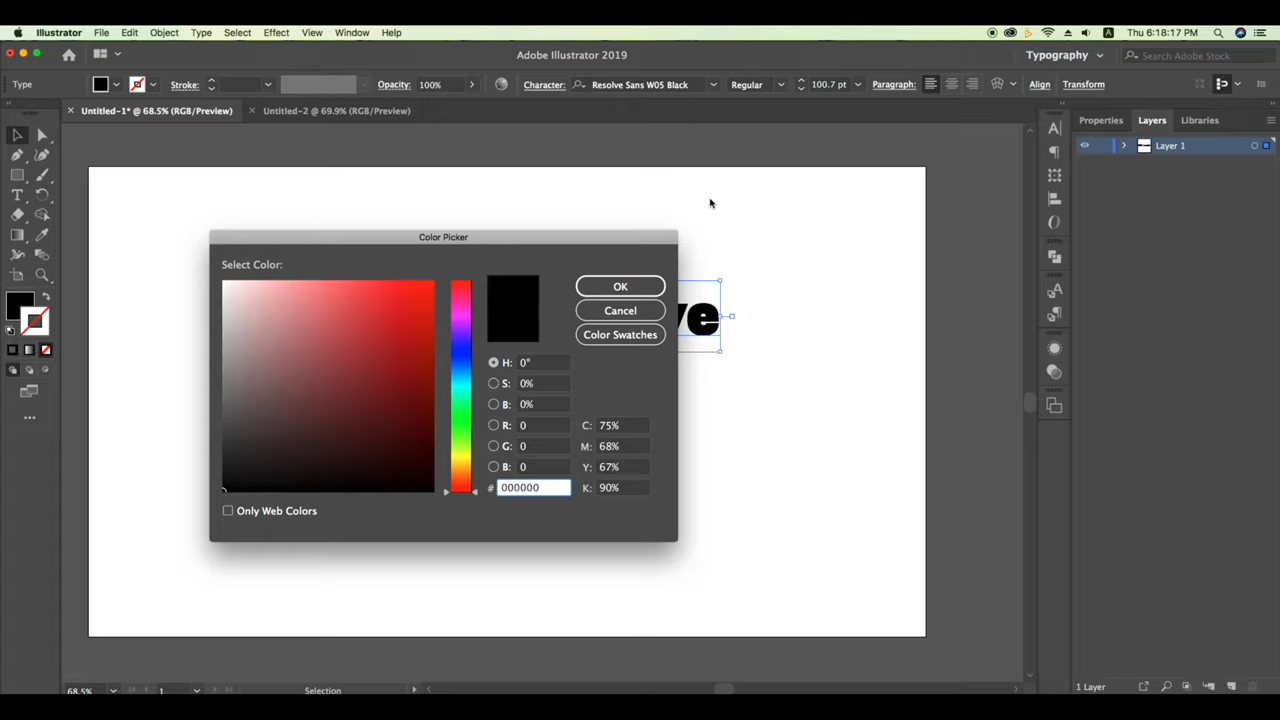 Illustrator File Edit Object Type Select Effect View Window Help
A Thu 6:18:17 PM
Adobe Illustrator 2019
Typography
Search Adobe Stock
Type Stroke: Opacity: 100% Character: Resolve Sans W05 Black Regular 100.7 pt Paragraph: Align Transform
Untitled-1* @ 68.5% (RGB/Preview) Untitled-2 @ 69.9% (RGB/Preview)
Properties Layers Libraries
Layer 1
Color Picker
Select Color:
OK
Cancel
Color Swatches
ve
H: 0°
S: 0%
B: 0%
R: 0 C: 75%
G: 0 M: 68%
B: 0 Y: 67%
# 000000 K: 90%
Only Web Colors
68.5% 1 Selection
1 Layer